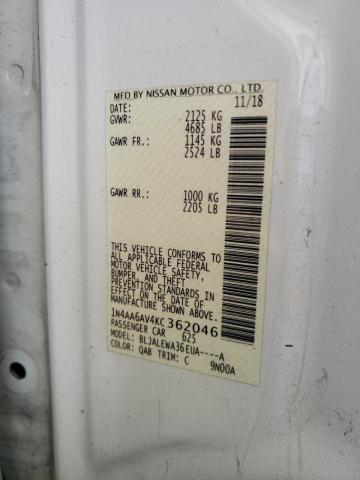 MFD BY NISSAN MOTOR CO., LTD.
DATE: 11/18
GVWR: 2125 KG
4685 LB
GAWR FR.: 1145 KG
2524 LB
GAWR RR.: 1000 KG
2205 LB
THIS VEHICLE CONFORMS TO
ALL APPLICABLE FEDERAL
MOTOR VEHICLE SAFETY,
BUMPER, AND THEFT
PREVENTION STANDARDS IN
EFFECT ON THE DATE OF
MANUFACTURE SHOWN ABOVE.
1N4AA6AV4KC362046
PASSENGER CAR 625
MODEL: BLJALEWA36EUA----A
COLOR: QAB TRIM: C 9N00A